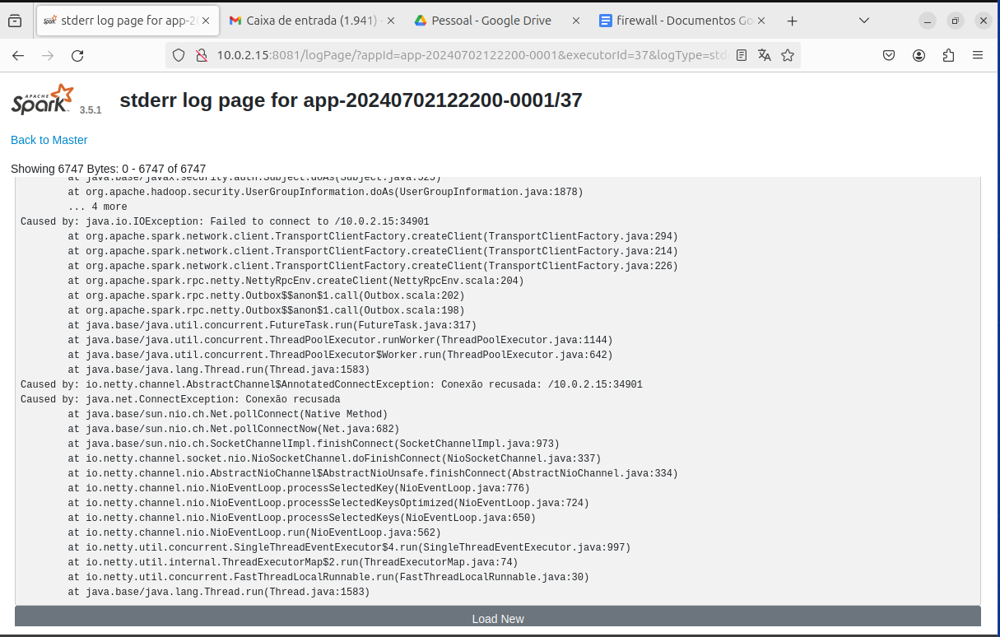 stderr log page for app-20
Caixa de entrada (1.941) -
Pessoal - Google Drive
firewall - Documentos Go
10.0.2.15:8081/logPage/?appId=app-20240702122200-0001&executorId=37&logType=std
APACHE
Spark 3.5.1
stderr log page for app-20240702122200-0001/37
Back to Master
Showing 6747 Bytes: 0 - 6747 of 6747
at java.base/javax.security.auth.Subject.doAs(Subject.java:525)
at org.apache.hadoop.security.UserGroupInformation.doAs(UserGroupInformation.java:1878)
... 4 more
Caused by: java.io.IOException: Failed to connect to /10.0.2.15:34901
at org.apache.spark.network.client.TransportClientFactory.createClient(TransportClientFactory.java:294)
at org.apache.spark.network.client.TransportClientFactory.createClient(TransportClientFactory.java:214)
at org.apache.spark.network.client.TransportClientFactory.createClient(TransportClientFactory.java:226)
at org.apache.spark.rpc.netty.NettyRpcEnv.createClient(NettyRpcEnv.scala:204)
at org.apache.spark.rpc.netty.Outbox$$anon$1.call(Outbox.scala:202)
at org.apache.spark.rpc.netty.Outbox$$anon$1.call(Outbox.scala:198)
at java.base/java.util.concurrent.FutureTask.run(FutureTask.java:317)
at java.base/java.util.concurrent.ThreadPoolExecutor.runWorker(ThreadPoolExecutor.java:1144)
at java.base/java.util.concurrent.ThreadPoolExecutor$Worker.run(ThreadPoolExecutor.java:642)
at java.base/java.lang.Thread.run(Thread.java:1583)
Caused by: io.netty.channel.AbstractChannel$AnnotatedConnectException: Conexão recusada: /10.0.2.15:34901
Caused by: java.net.ConnectException: Conexão recusada
at java.base/sun.nio.ch.Net.pollConnect(Native Method)
at java.base/sun.nio.ch.Net.pollConnectNow(Net.java:682)
at java.base/sun.nio.ch.SocketChannelImpl.finishConnect(SocketChannelImpl.java:973)
at io.netty.channel.socket.nio.NioSocketChannel.doFinishConnect(NioSocketChannel.java:337)
at io.netty.channel.nio.AbstractNioChannel$AbstractNioUnsafe.finishConnect(AbstractNioChannel.java:334)
at io.netty.channel.nio.NioEventLoop.processSelectedKey(NioEventLoop.java:776)
at io.netty.channel.nio.NioEventLoop.processSelectedKeysOptimized(NioEventLoop.java:724)
at io.netty.channel.nio.NioEventLoop.processSelectedKeys(NioEventLoop.java:650)
at io.netty.channel.nio.NioEventLoop.run(NioEventLoop.java:562)
at io.netty.util.concurrent.SingleThreadEventExecutor$4.run(SingleThreadEventExecutor.java:997)
at io.netty.util.internal.ThreadExecutorMap$2.run(ThreadExecutorMap.java:74)
at io.netty.util.concurrent.FastThreadLocalRunnable.run(FastThreadLocalRunnable.java:30)
at java.base/java.lang.Thread.run(Thread.java:1583)
Load New